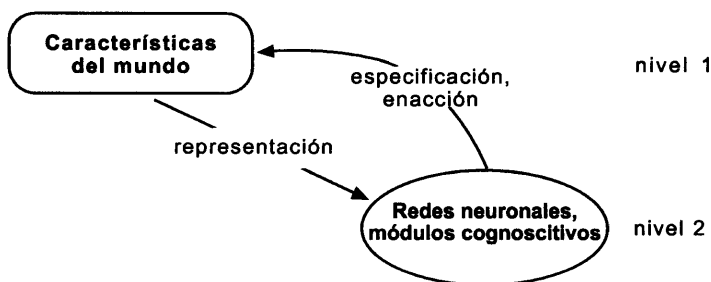 Características
del mundo
especificación,
enacción
nivel 1
representación
Redes neuronales,
módulos cognoscitivos
nivel 2